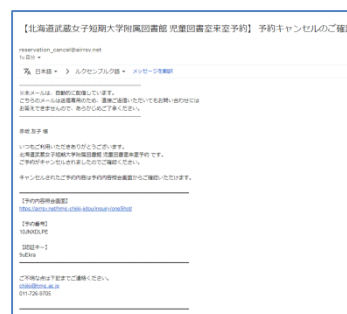 【北海道武蔵女子短期大学附属図書館 児童図書室来室予約】 予約キャンセルのご確
reservation_cancel@airrsv.net
To 自分
日本語 > ルクセンブルク語 メッセージを翻訳
※本メールは、自動的に配信しています。
こちらのメールは送信専用のため、直接ご返信いただいてもお問い合わせには
お答えできませんので、あらかじめご了承ください。
赤坂 友子 様
いつもご利用いただきありがとうございます。
北海道武蔵女子短期大学附属図書館 児童図書室来室予約 です。
ご予約がキャンセルされましたのでご確認ください。
キャンセルされたご予約内容は予約内容照会画面からご確認いただけます。
【予約内容照会画面】
【予約番号】
10JNXDLPE
【認証キー】
ご不明な点は下記までご連絡ください。
011-726-9705